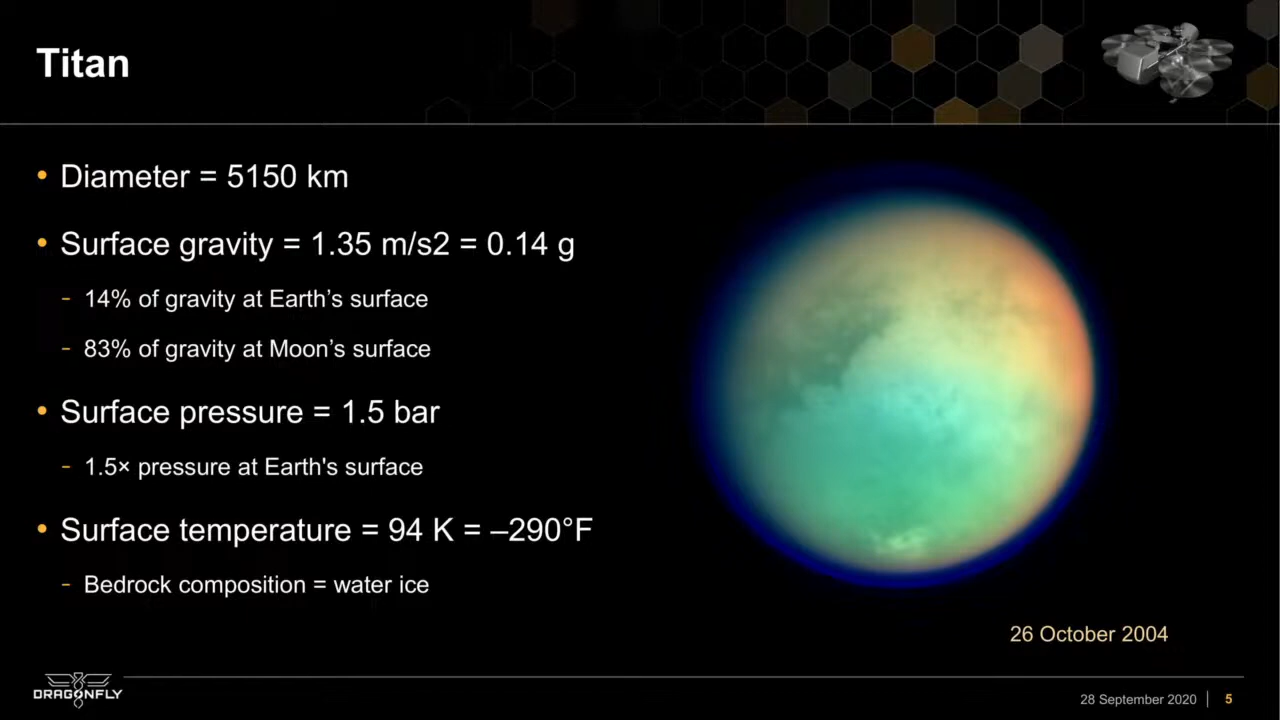 Titan
• Diameter = 5150 km
• Surface gravity = 1.35 m/s2 = 0.14 g
- 14% of gravity at Earth’s surface
- 83% of gravity at Moon’s surface
• Surface pressure = 1.5 bar
- 1.5× pressure at Earth's surface
• Surface temperature = 94 K = –290°F
- Bedrock composition = water ice
26 October 2004
DRAGONFLY
28 September 2020 | 5